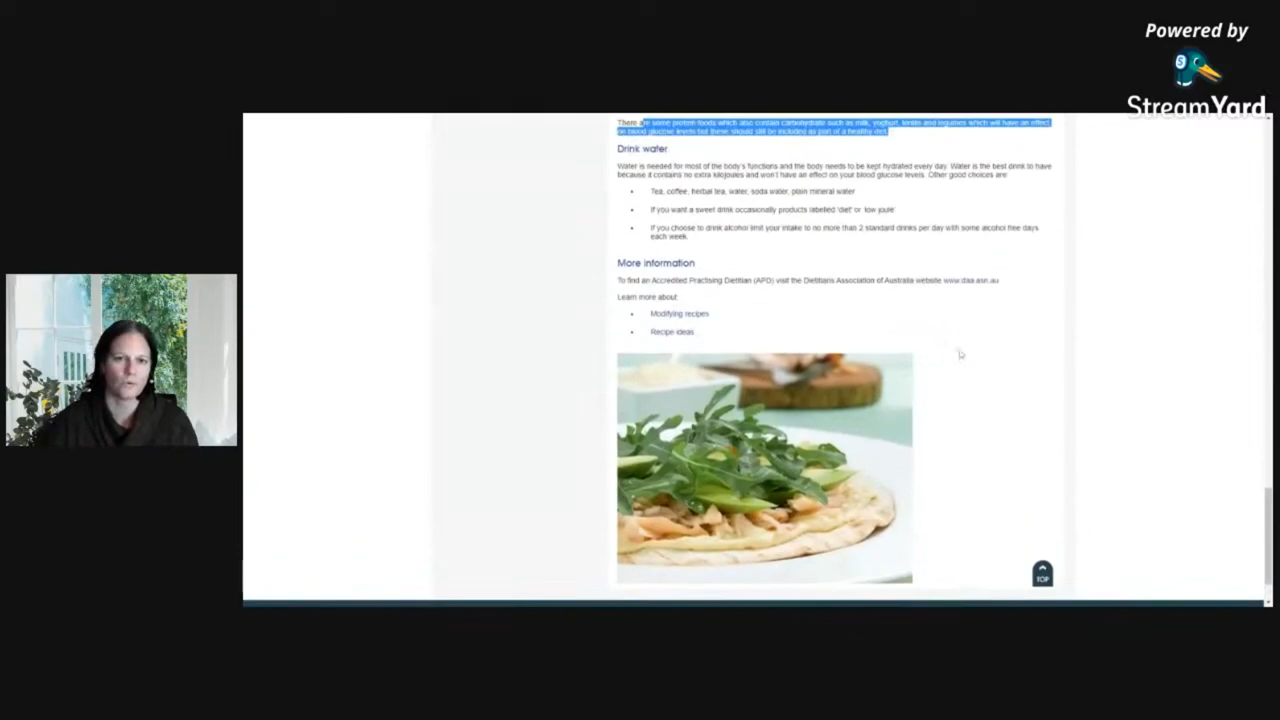 Powered by
StreamYard
There are some protein foods which also contain carbohydrate such as milk, yoghurt, lentils and legumes which will have an effect
on blood glucose levels but these should still be included as part of a healthy diet.
Drink water
Water is needed for most of the body's functions and the body needs to be kept hydrated every day. Water is the best drink to have
because it contains no extra kilojoules and won't have an effect on your blood glucose levels. Other good choices are:
• Tea, coffee, herbal tea, water, soda water, plain mineral water
• If you want a sweet drink occasionally products labelled 'diet' or 'low joule'
• If you choose to drink alcohol limit your intake to no more than 2 standard drinks per day with some alcohol free days
each week.
More information
To find an Accredited Practising Dietitian (APD) visit the Dietitians Association of Australia website www.daa.asn.au
Learn more about:
• Modifying recipes
• Recipe ideas
TOP